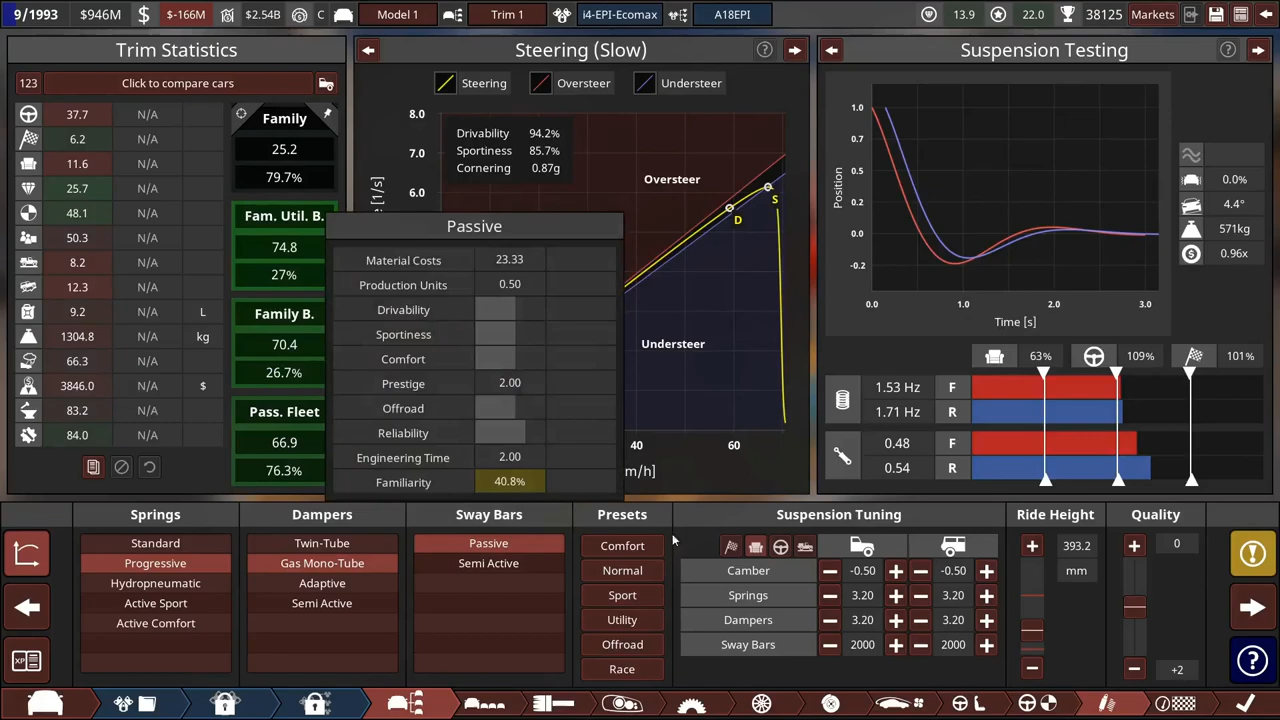 9/1993 $946M $-166M $2.54B C Model 1 Trim 1 i4-EPI-Ecomax A18EPI 13.9 22.0 38125 Markets
Trim Statistics
123 Click to compare cars
37.7 N/A
6.2 N/A
11.6 N/A
25.7 N/A
48.1 N/A
50.3 N/A
8.2 N/A
12.3 N/A
9.2 N/A L
1304.8 N/A kg
66.3 N/A
3846.0 N/A $
83.2 N/A
84.0 N/A
Family
25.2
79.7%
Fam. Util. B.
74.8
27%
Family B.
70.4
26.7%
Pass. Fleet
66.9
76.3%
Steering (Slow)
Steering Oversteer Understeer
8.0
7.0
6.0
Drivability 94.2%
Sportiness 85.7%
Cornering 0.87g
Oversteer
Understeer
D
S
[1/s]
40 60
m/h]
Passive
Material Costs 23.33
Production Units 0.50
Drivability
Sportiness
Comfort
Prestige 2.00
Offroad
Reliability
Engineering Time 2.00
Familiarity 40.8%
Suspension Testing
1.0
0.7
0.5
0.2
0.0
-0.2
Position
0.0 1.0 2.0 3.0
Time [s]
0.0%
4.4°
571kg
0.96x
63% 109% 101%
1.53 Hz F
1.71 Hz R
0.48 F
0.54 R
Springs
Standard
Progressive
Hydropneumatic
Active Sport
Active Comfort
Dampers
Twin-Tube
Gas Mono-Tube
Adaptive
Semi Active
Sway Bars
Passive
Semi Active
Presets
Comfort
Normal
Sport
Utility
Offroad
Race
Suspension Tuning
Camber -0.50 -0.50
Springs 3.20 3.20
Dampers 3.20 3.20
Sway Bars 2000 2000
Ride Height
393.2
mm
Quality
0
+2
XP